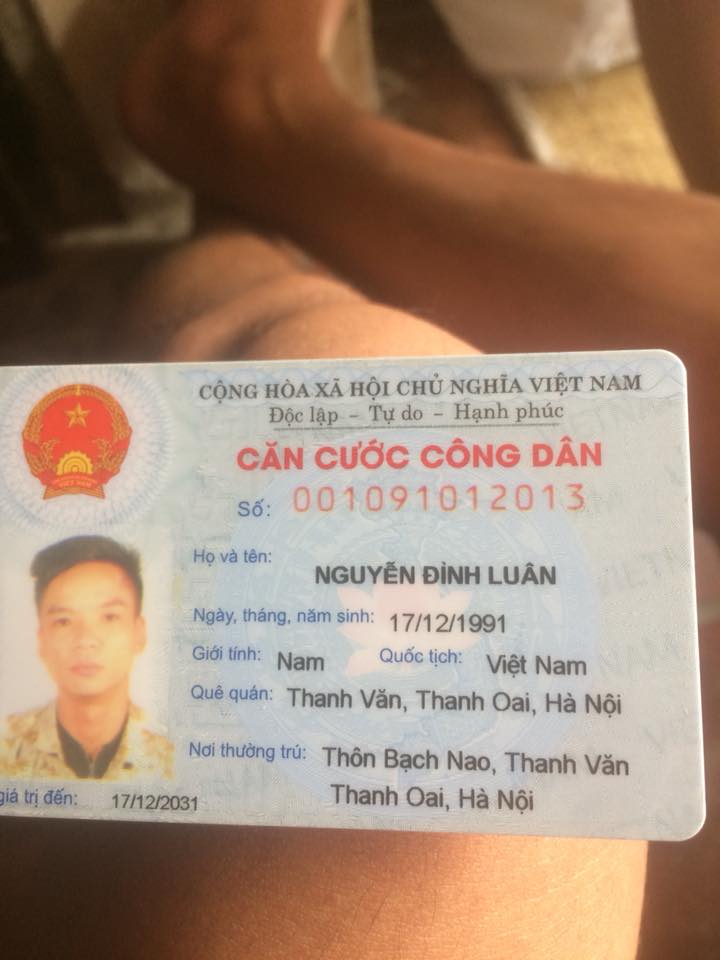 CỘNG HÒA XÃ HỘI CHỦ NGHĨA VIỆT NAM
Độc lập - Tự do - Hạnh phúc
CĂN CƯỚC CÔNG DÂN
Số: 001091012013
Họ và tên:
NGUYỄN ĐÌNH LUÂN
Ngày, tháng, năm sinh: 17/12/1991
Giới tính: Nam Quốc tịch: Việt Nam
Quê quán: Thanh Văn, Thanh Oai, Hà Nội
Nơi thường trú: Thôn Bạch Nao, Thanh Văn
Thanh Oai, Hà Nội
giá trị đến: 17/12/2031